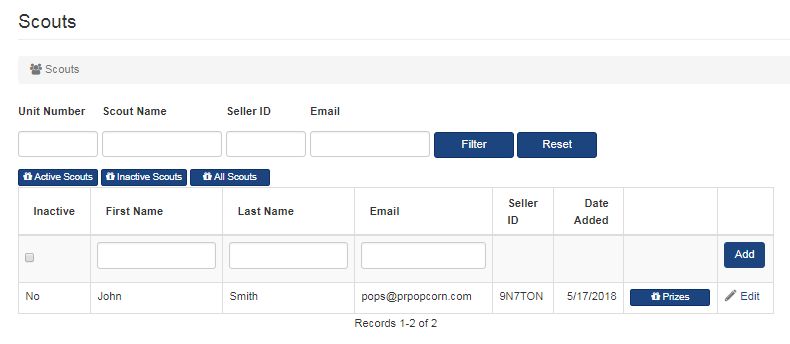 Scouts
Scouts
Unit Number Scout Name Seller ID Email
Filter Reset
Active Scouts Inactive Scouts All Scouts
Inactive First Name Last Name Email Seller ID Date Added
Add
No John Smith pops@prpopcorn.com 9N7TON 5/17/2018 Prizes Edit
Records 1-2 of 2